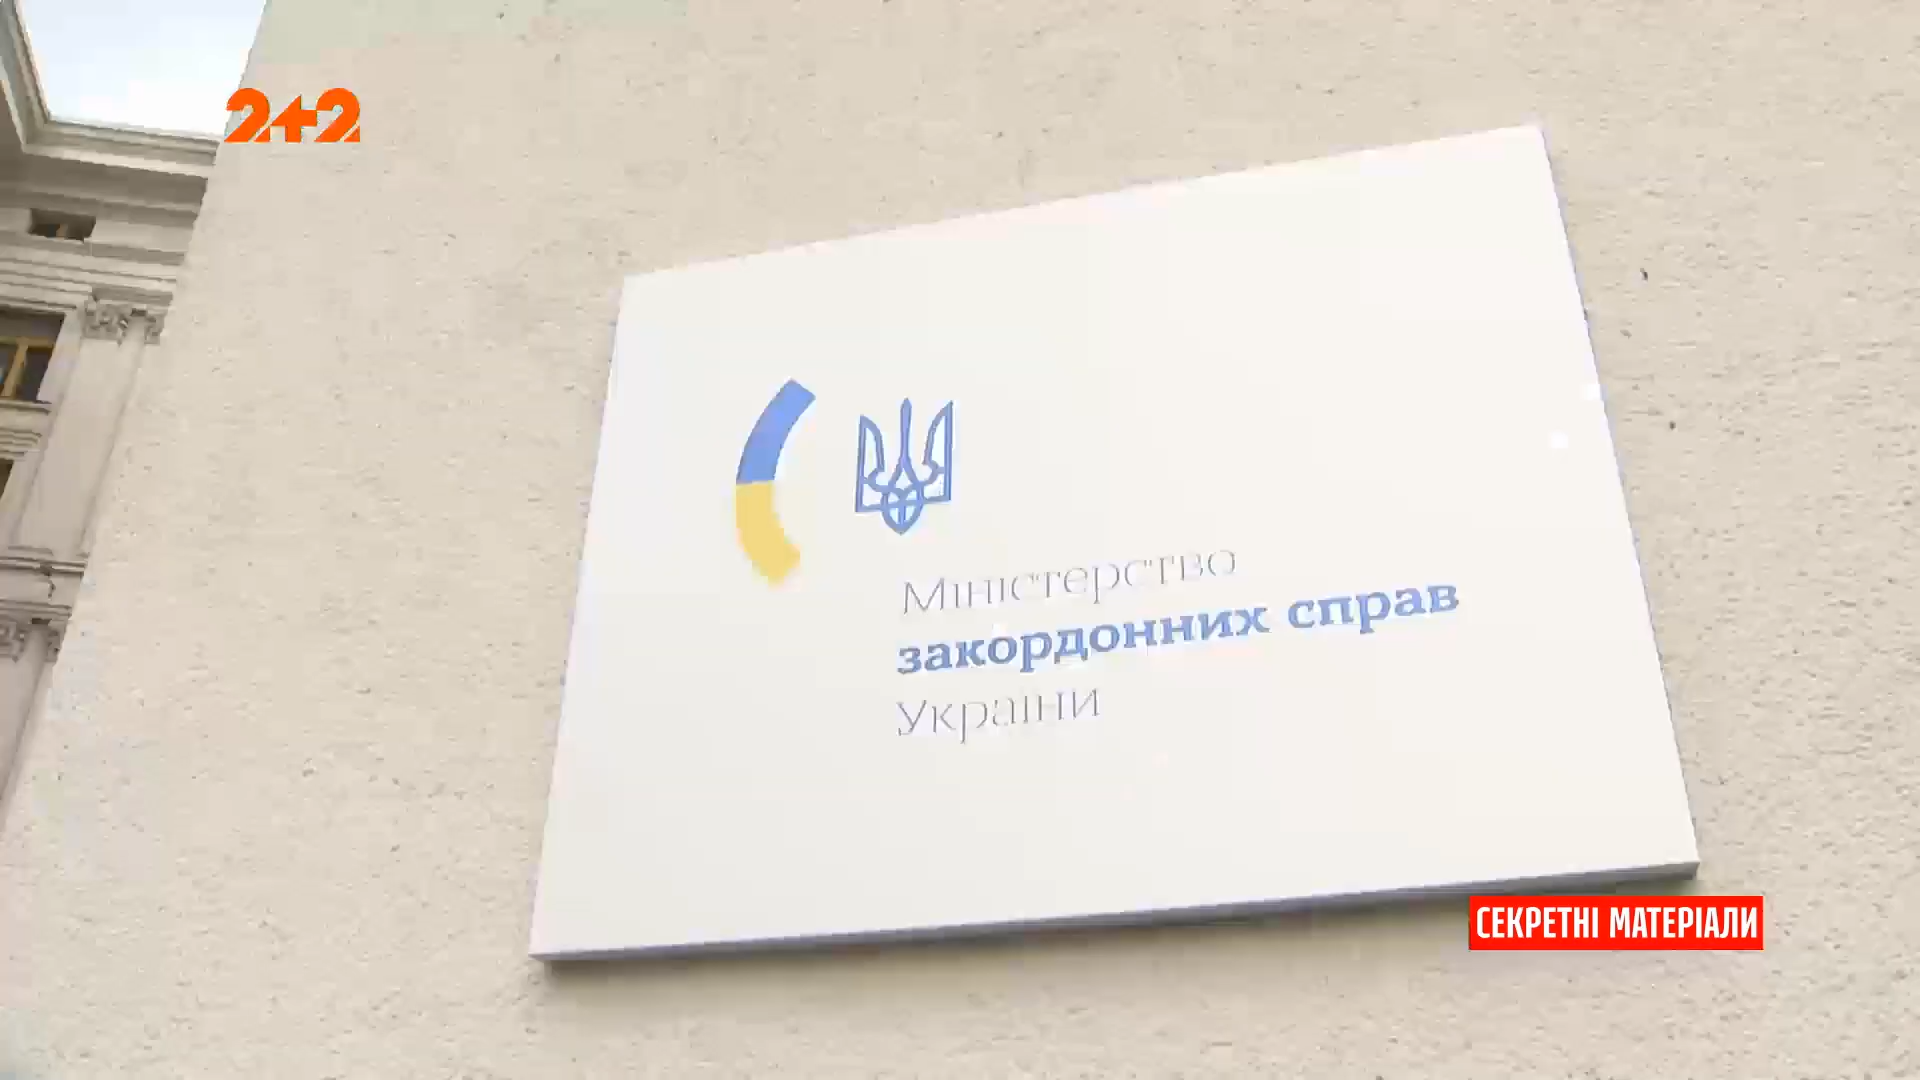 2+2
Міністерство
закордонних справ
України
СЕКРЕТНІ МАТЕРІАЛИ